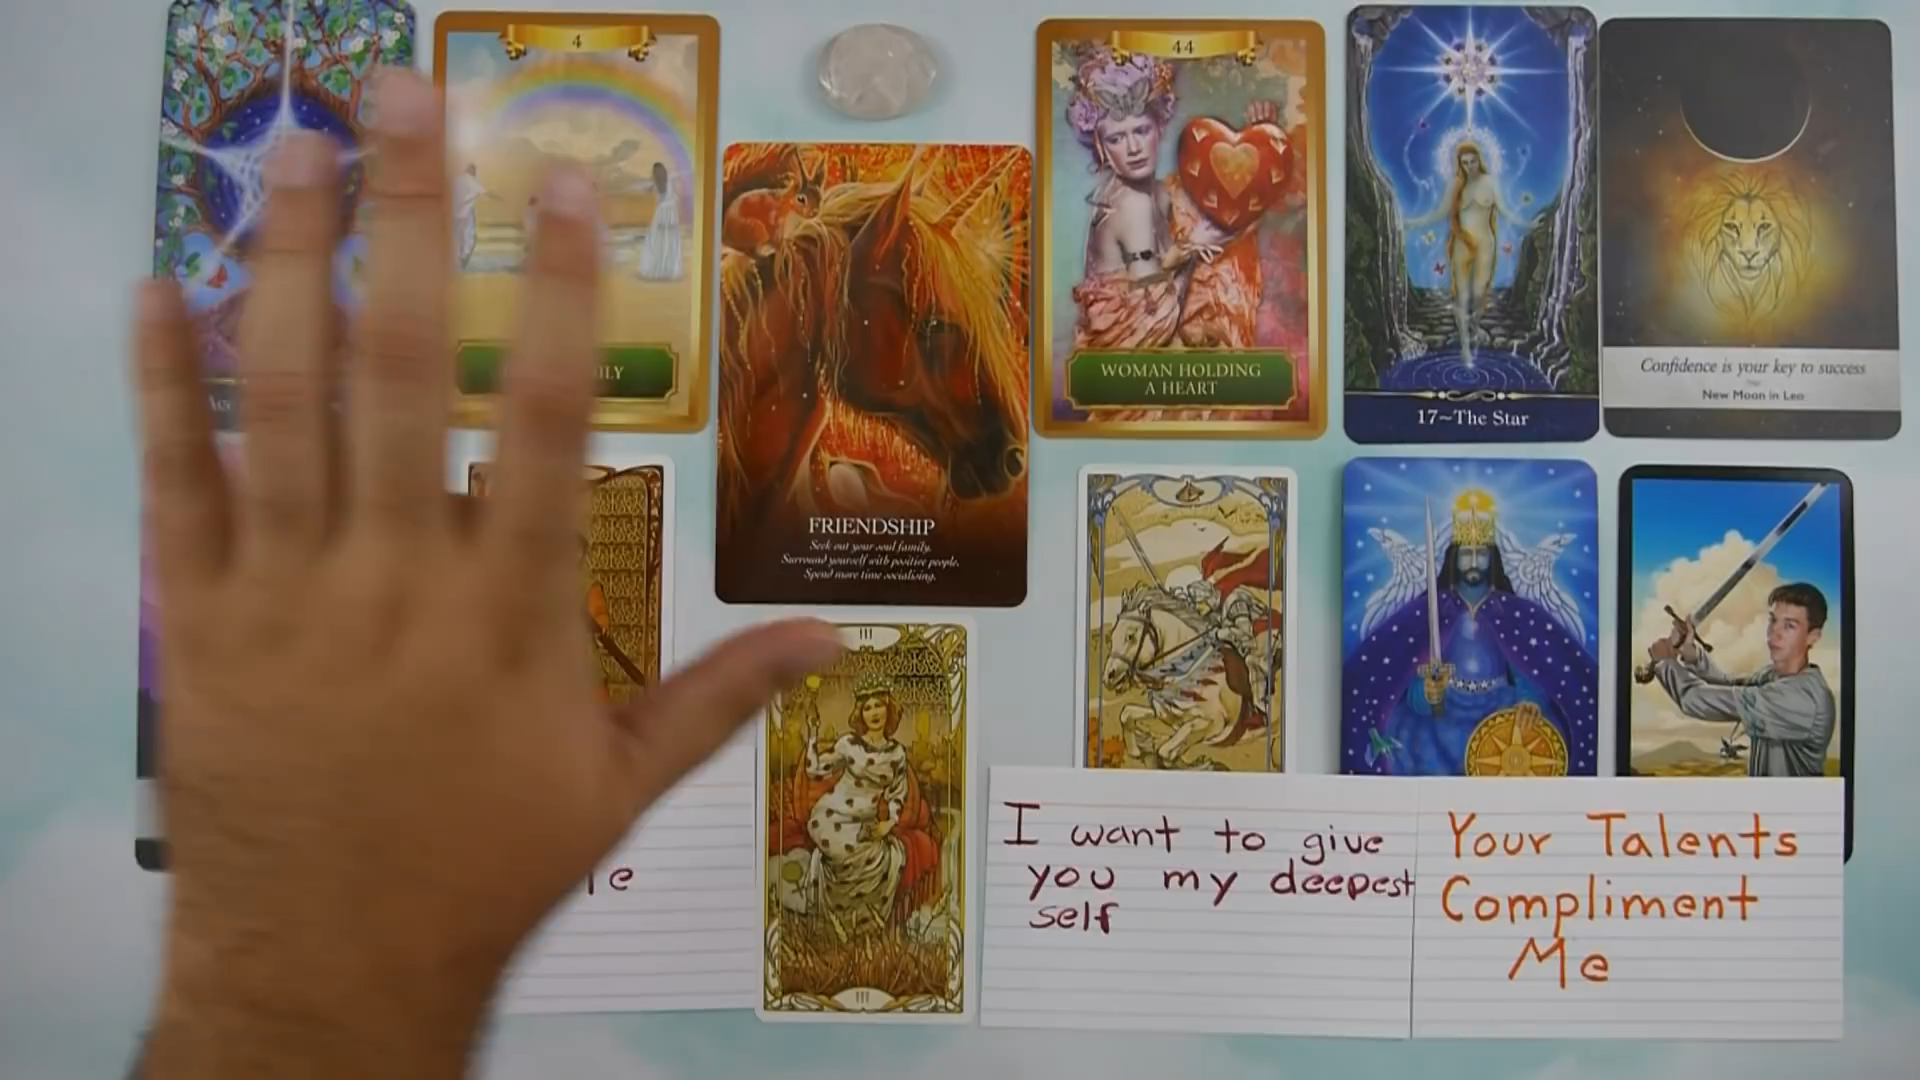 4
44
WOMAN HOLDING
A HEART
17~The Star
Confidence is your key to success
New Moon in Leo
FRIENDSHIP
Seek out your soul family.
Surround yourself with positive people.
Spend more time socialising.
III
III
I want to give
you my deepest
self
Your Talents
Compliment
Me